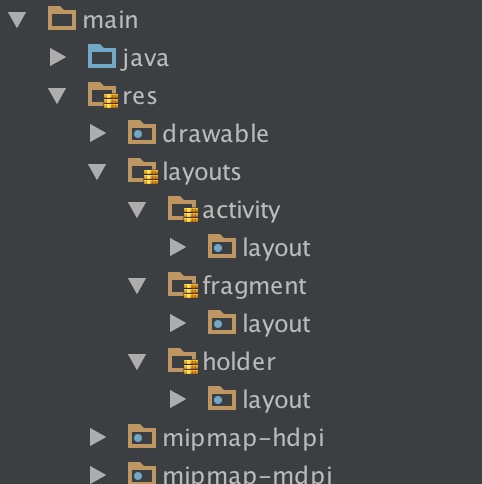 main
java
res
drawable
layouts
activity
layout
fragment
layout
holder
layout
mipmap-hdpi
mipmap-mdpi